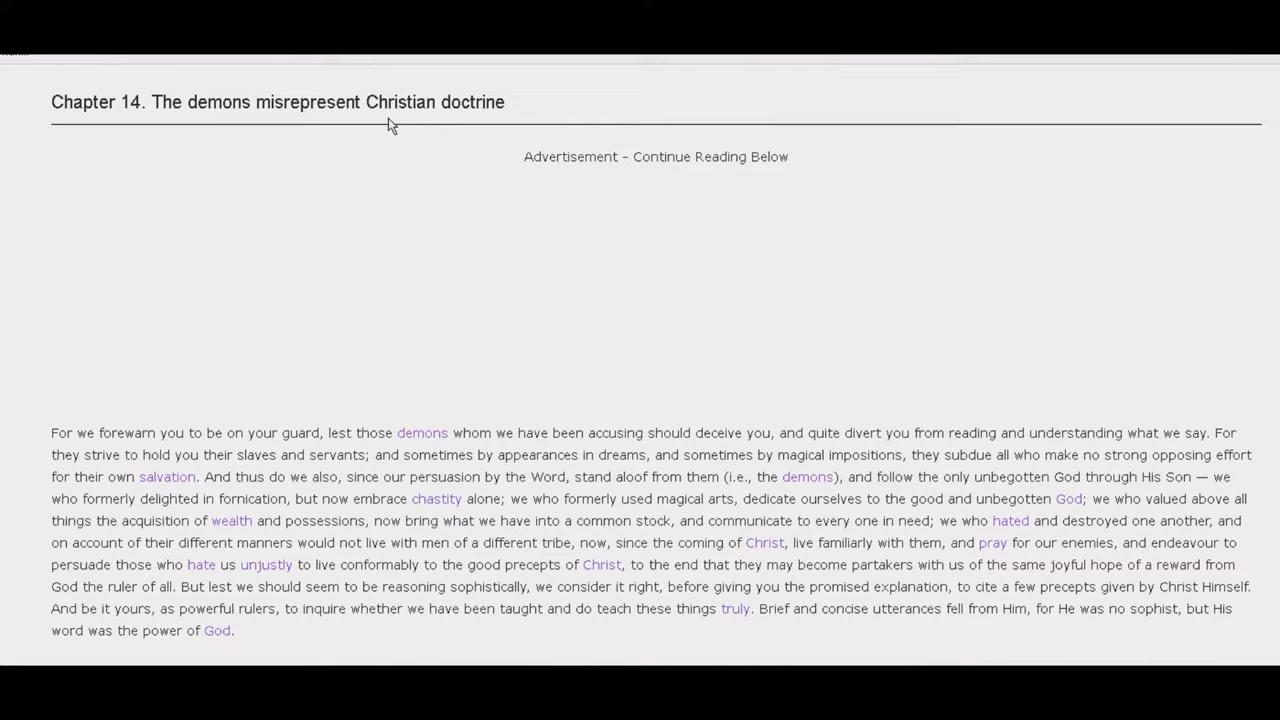 Chapter 14. The demons misrepresent Christian doctrine
Advertisement - Continue Reading Below
For we forewarn you to be on your guard, lest those demons whom we have been accusing should deceive you, and quite divert you from reading and understanding what we say. For
they strive to hold you their slaves and servants; and sometimes by appearances in dreams, and sometimes by magical impositions, they subdue all who make no strong opposing effort
for their own salvation. And thus do we also, since our persuasion by the Word, stand aloof from them (i.e., the demons), and follow the only unbegotten God through His Son — we
who formerly delighted in fornication, but now embrace chastity alone; we who formerly used magical arts, dedicate ourselves to the good and unbegotten God; we who valued above all
things the acquisition of wealth and possessions, now bring what we have into a common stock, and communicate to every one in need; we who hated and destroyed one another, and
on account of their different manners would not live with men of a different tribe, now, since the coming of Christ, live familiarly with them, and pray for our enemies, and endeavour to
persuade those who hate us unjustly to live conformably to the good precepts of Christ, to the end that they may become partakers with us of the same joyful hope of a reward from
God the ruler of all. But lest we should seem to be reasoning sophistically, we consider it right, before giving you the promised explanation, to cite a few precepts given by Christ Himself.
And be it yours, as powerful rulers, to inquire whether we have been taught and do teach these things truly. Brief and concise utterances fell from Him, for He was no sophist, but His
word was the power of God.